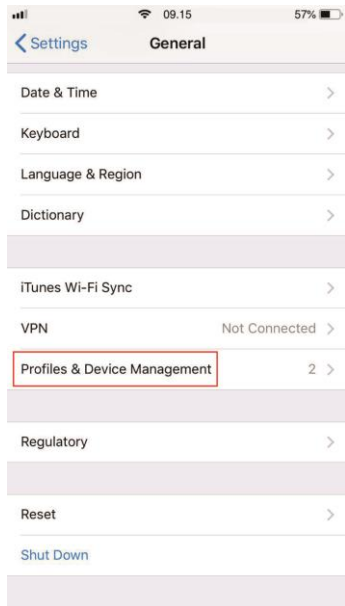 09.15 57%
Settings General
Date & Time
Keyboard
Language & Region
Dictionary
iTunes Wi-Fi Sync
VPN Not Connected
Profiles & Device Management 2
Regulatory
Reset
Shut Down